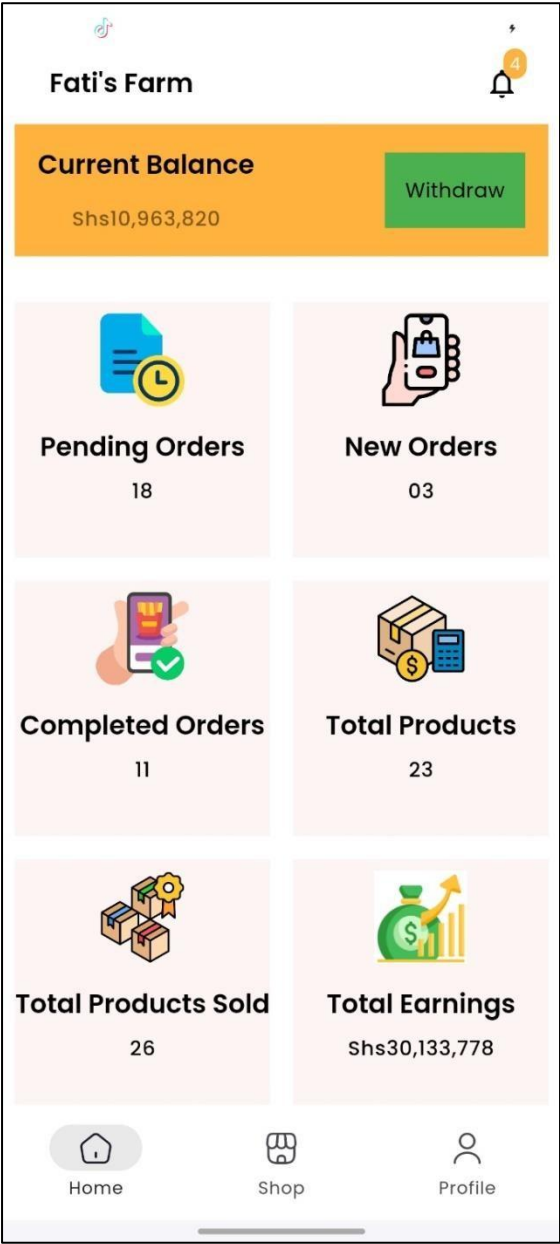 Fati's Farm
4
Current Balance
Shs10,963,820
Withdraw
Pending Orders
18
New Orders
03
Completed Orders
11
Total Products
23
Total Products Sold
26
Total Earnings
Shs30,133,778
Home
Shop
Profile